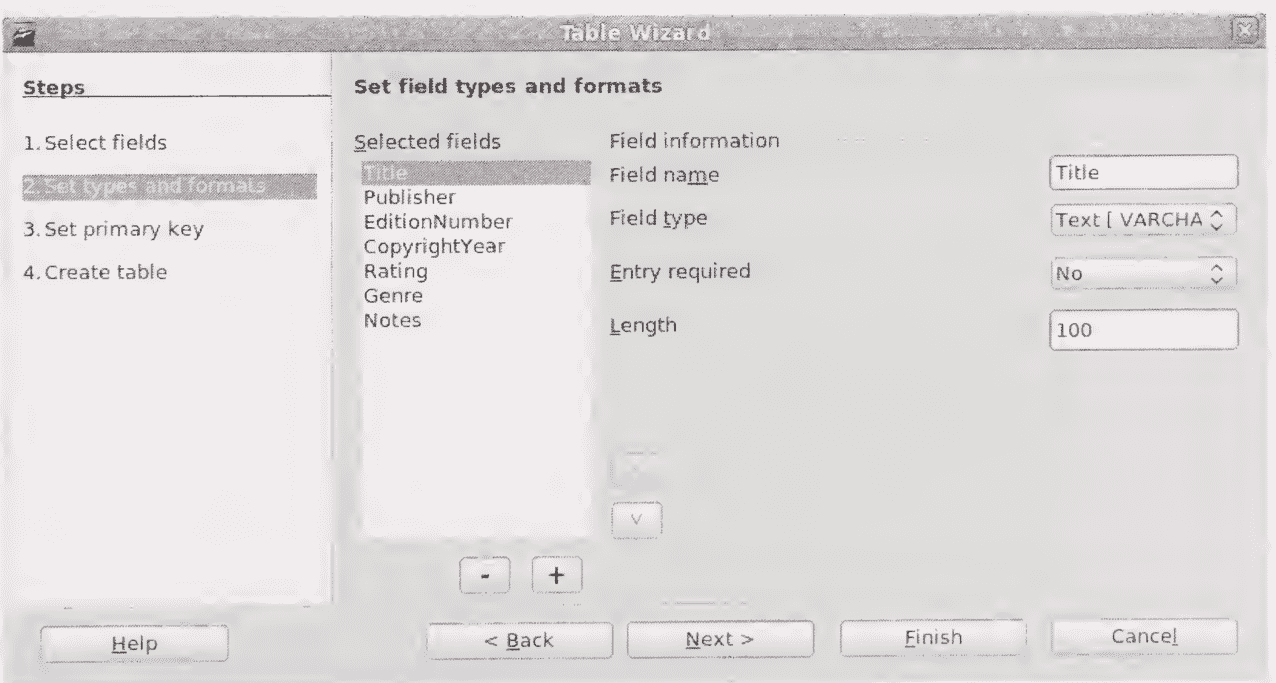 Table Wizard
Steps
1. Select fields
2. Set types and formats
3. Set primary key
4. Create table
Set field types and formats
Selected fields
Title
Publisher
EditionNumber
CopyrightYear
Rating
Genre
Notes
- +
Field information
Field name Title
Field type Text [ VARCHA
Entry required No
Length 100
Help < Back Next > Finish Cancel